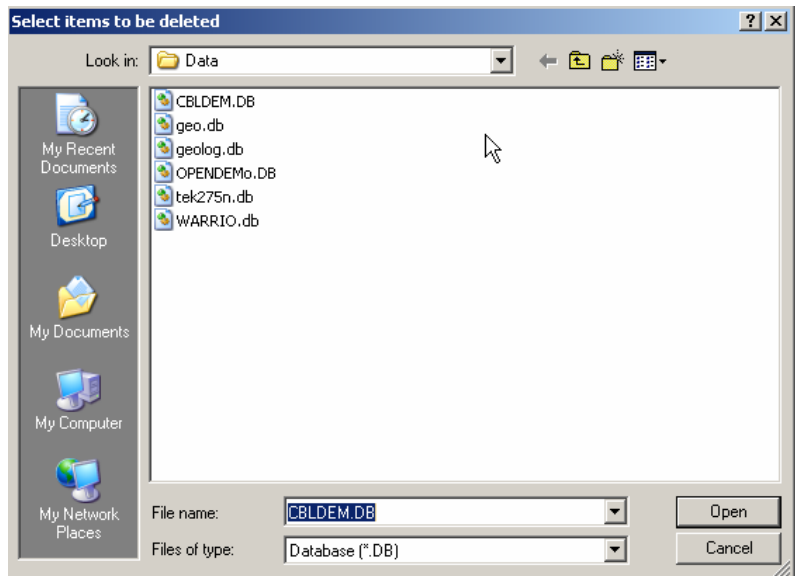 Select items to be deleted
Look in: Data
My Recent
Documents
Desktop
My Documents
My Computer
My Network
Places
CBLDEM.DB
geo.db
geolog.db
OPENDEMo.DB
tek275n.db
WARRIO.db
File name: CBLDEM.DB Open
Files of type: Database (*.DB) Cancel